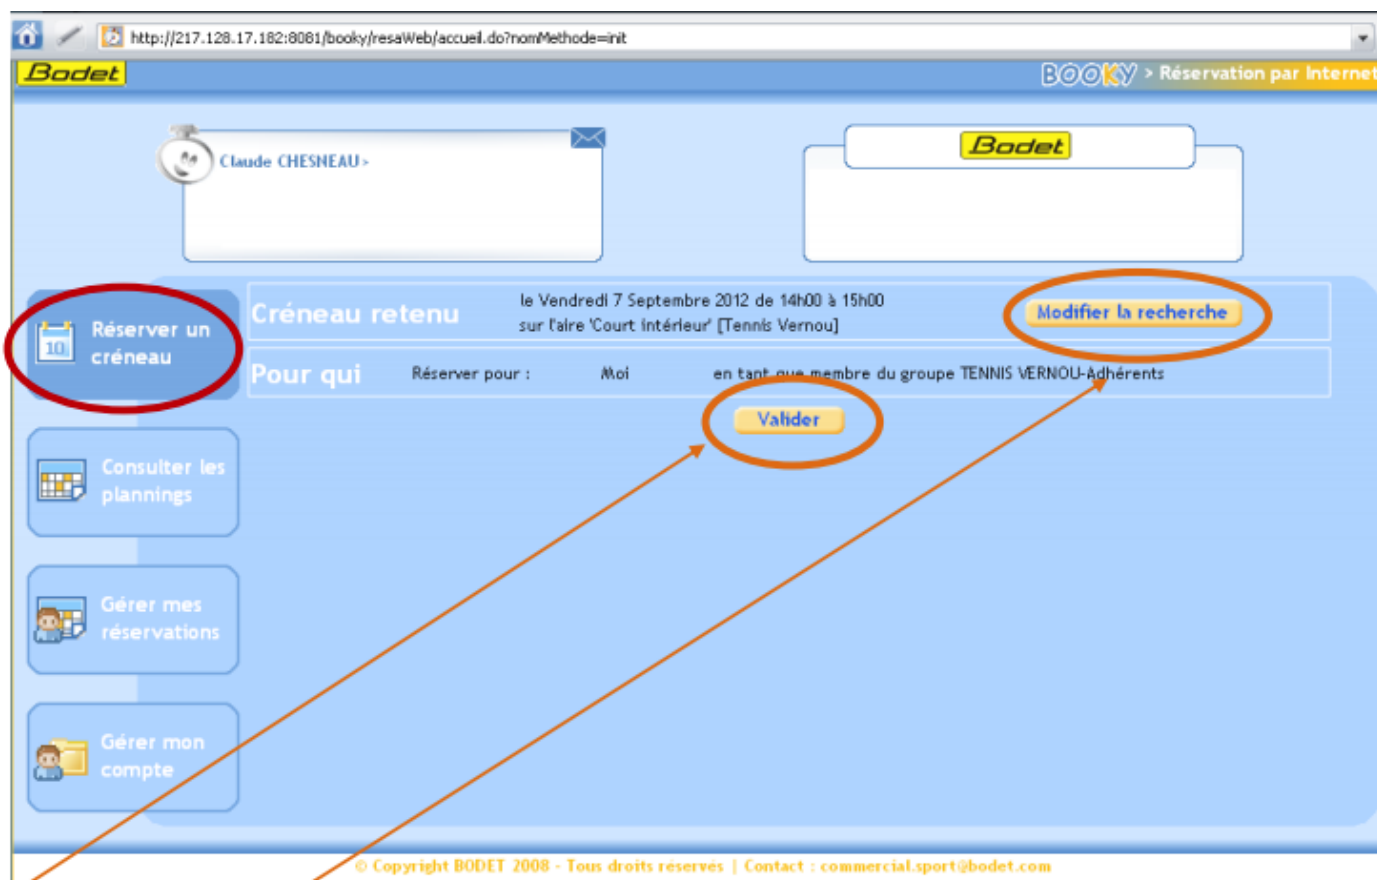 http://217.128.17.182:8081/booky/resaWeb/accueil.do?nomMethode=init
Bodet
BOOKY > Réservation par Internet
Claude CHESNEAU>
Bodet
Créneau retenu
le Vendredi 7 Septembre 2012 de 14h00 à 15h00
sur l'aire 'Court intérieur' [Tennis Vernou]
Modifier la recherche
10
Réserver un
créneau
Pour qui
Réserver pour : Moi en tant que membre du groupe TENNIS VERNOU-Adhérents
Valider
Consulter les
plannings
Gérer mes
réservations
Gérer mon
compte
© Copyright BODET 2008 - Tous droits réservés | Contact : commercial.sport@bodet.com